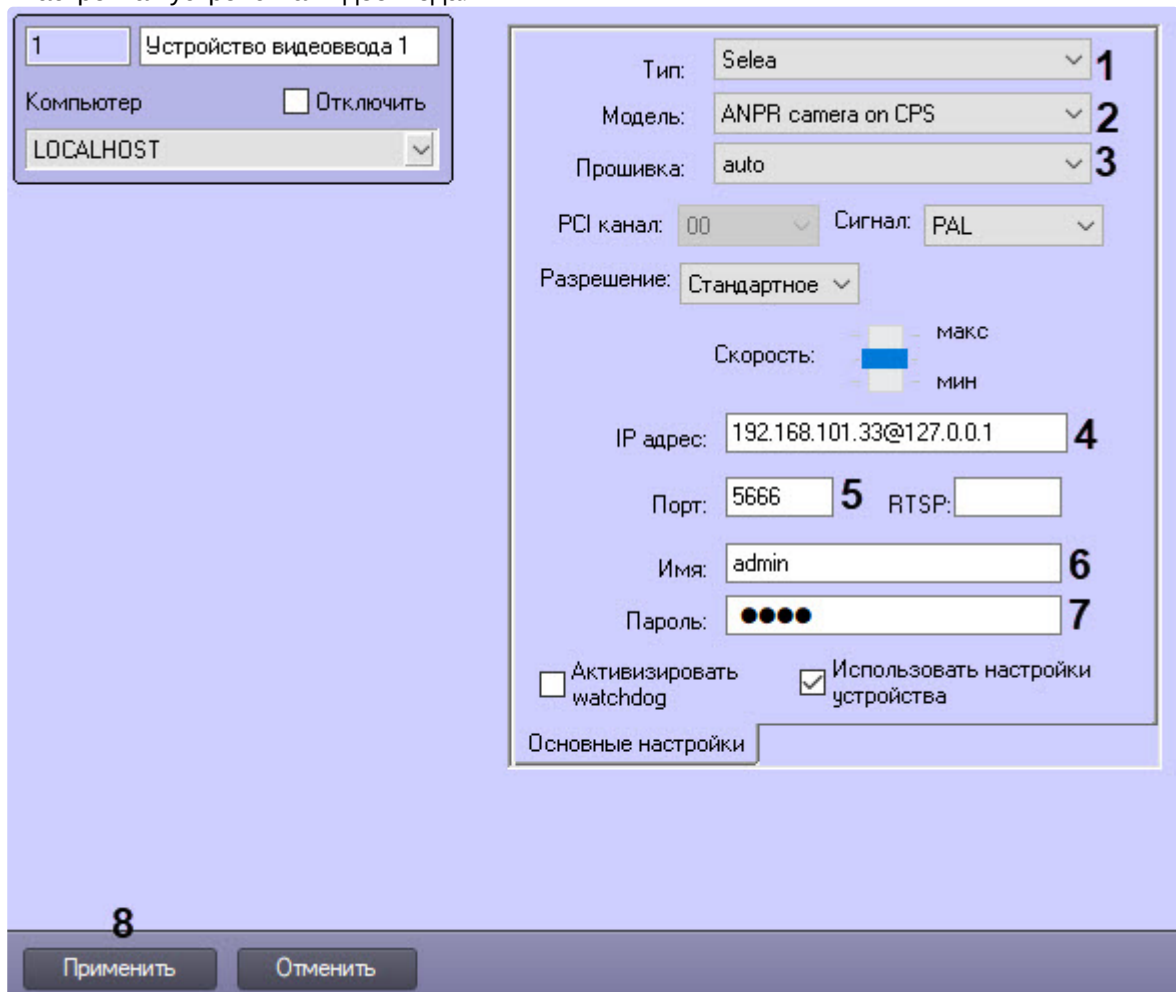 1 Устройство видеоввода 1
Компьютер Отключить
LOCALHOST
Тип: Selea 1
Модель: ANPR camera on CPS 2
Прошивка: auto 3
PCI канал: 00 Сигнал: PAL
Разрешение: Стандартное
макс
Скорость:
мин
IP адрес: 192.168.101.33@127.0.0.1 4
Порт: 5666 5 RTSP:
Имя: admin 6
Пароль: ●●●● 7
Активизировать watchdog Использовать настройки устройства
Основные настройки
8
Применить Отменить